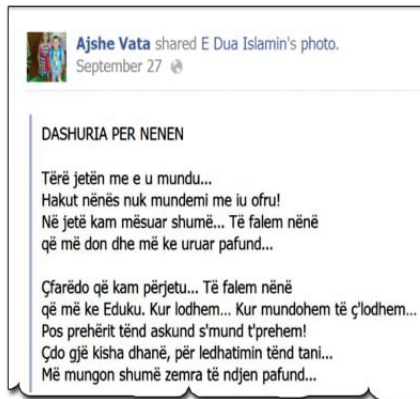 Ajshe Vata shared E Dua Islamin's photo.
September 27
DASHURIA PER NENEN
Tërë jetën me e u mundu...
Hakut nënës nuk mundemi me iu ofru!
Në jetë kam mësuar shumë... Të falem nënë
që më don dhe më ke uruar pafund...
Çfarëdo që kam përjetu... Të falem nënë
që më ke Eduku. Kur lodhem... Kur mundohem të ç'lodhem...
Pos prehërit tënd askund s'mund t'prehem!
Çdo gjë kisha dhanë, për ledhatimin tënd tani...
Më mungon shumë zemra të ndjen pafund...